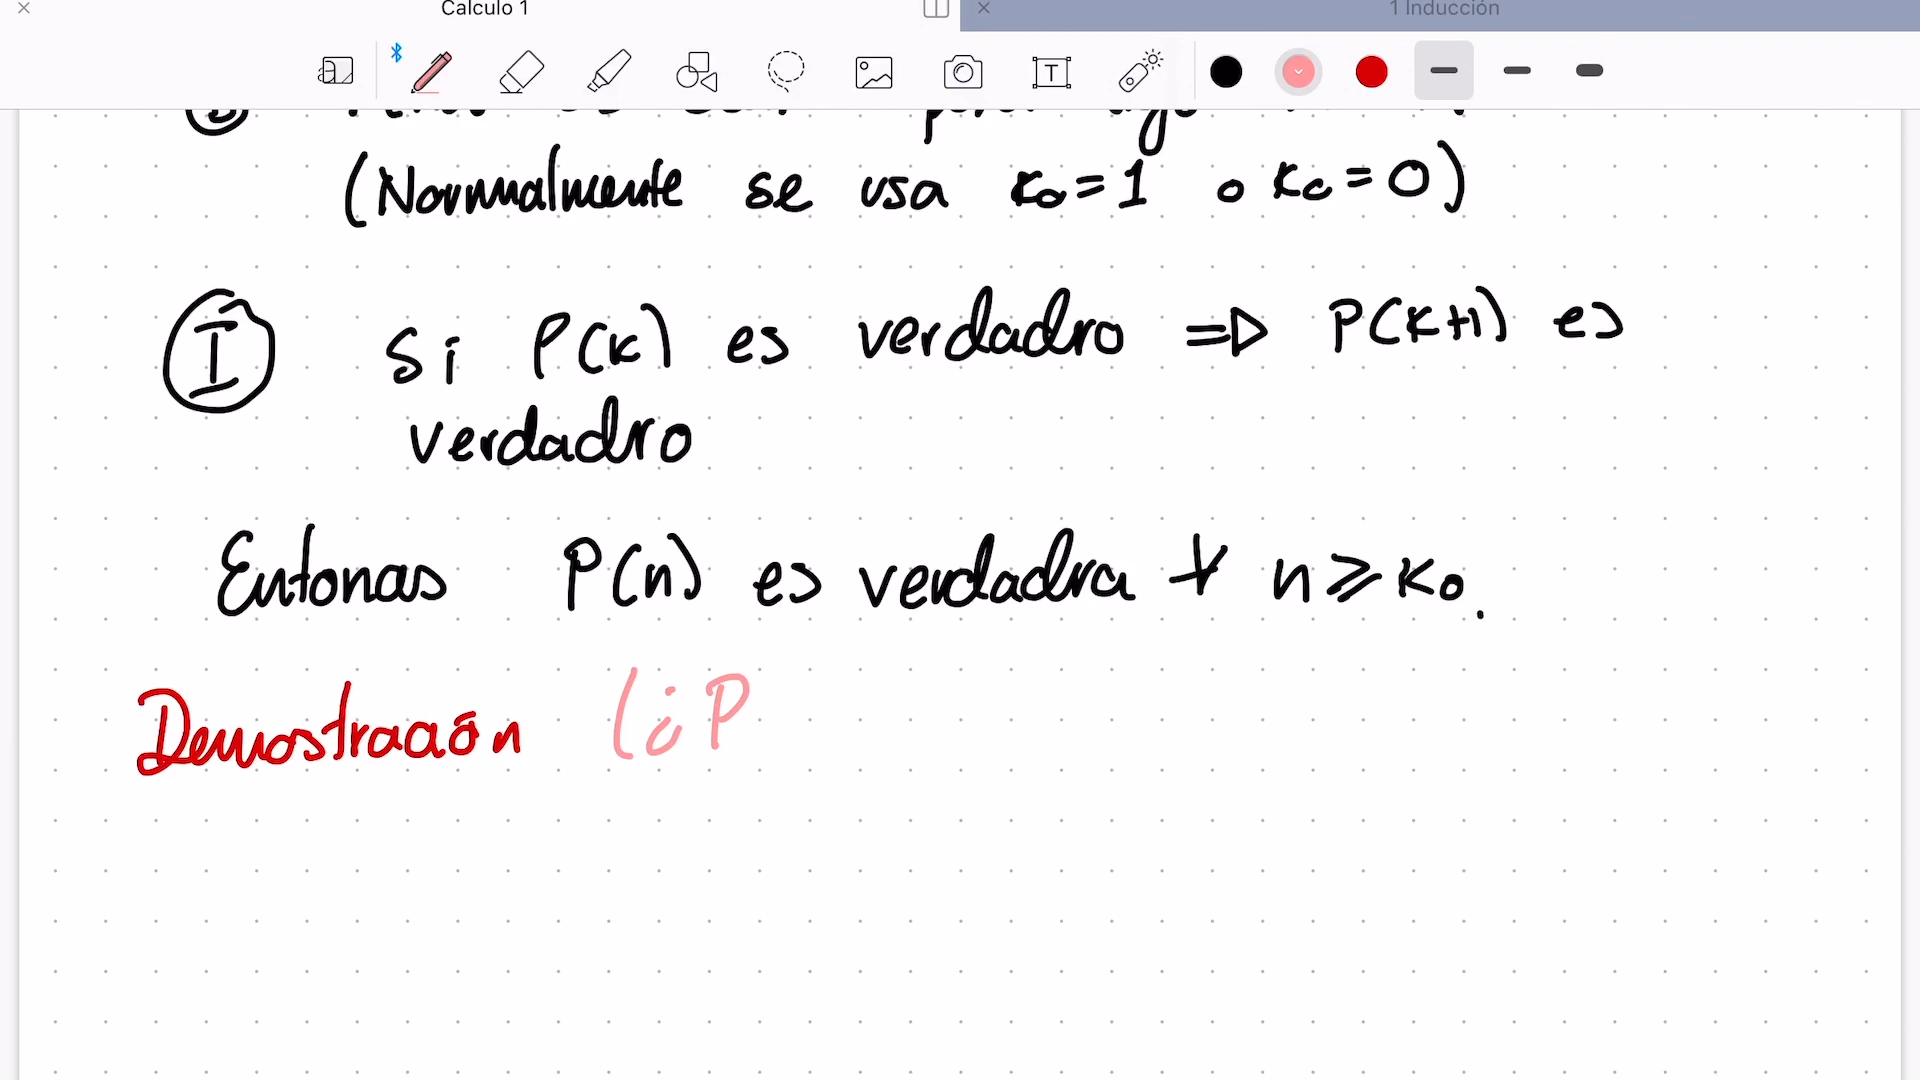 Calculo 1
1 Inducción
(Normalmente se usa K₀=1 o K₀=0)
I Si P(K) es verdadro => P(K+1) es
verdadro
Entonas P(n) es verdadra ∀ n ⩾ K₀.
Demostración (¿P